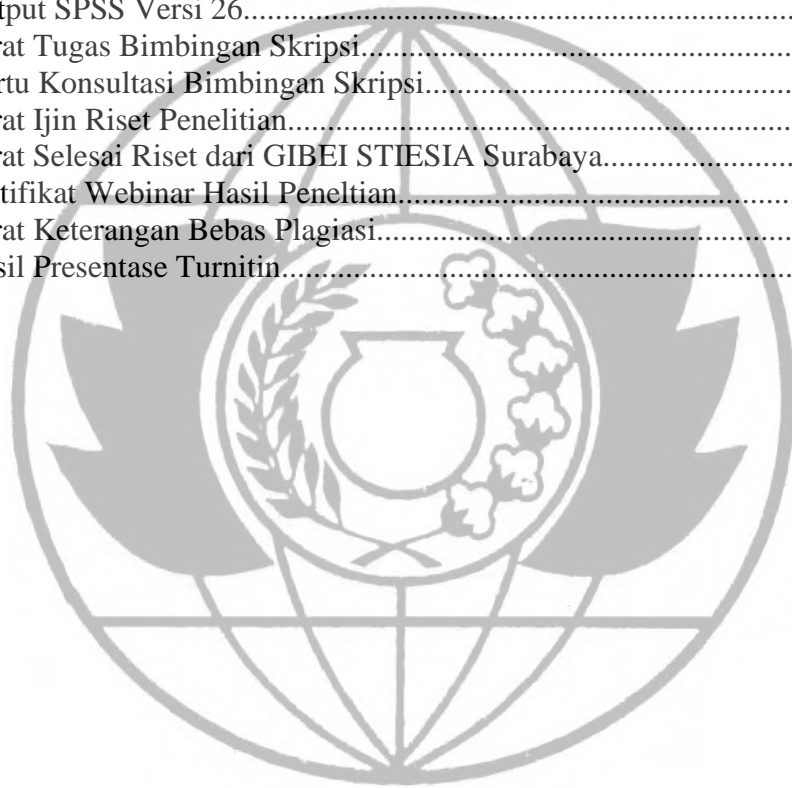 tput SPSS Versi 26..........................................................................
rat Tugas Bimbingan Skripsi..........................................................
rtu Konsultasi Bimbingan Skripsi..................................................
rat Ijin Riset Penelitian...................................................................
rat Selesai Riset dari GIBEI STIESIA Surabaya..........................
tifikat Webinar Hasil Peneltian......................................................
rat Keterangan Bebas Plagiasi........................................................
sil Presentase Turnitin....................................................................